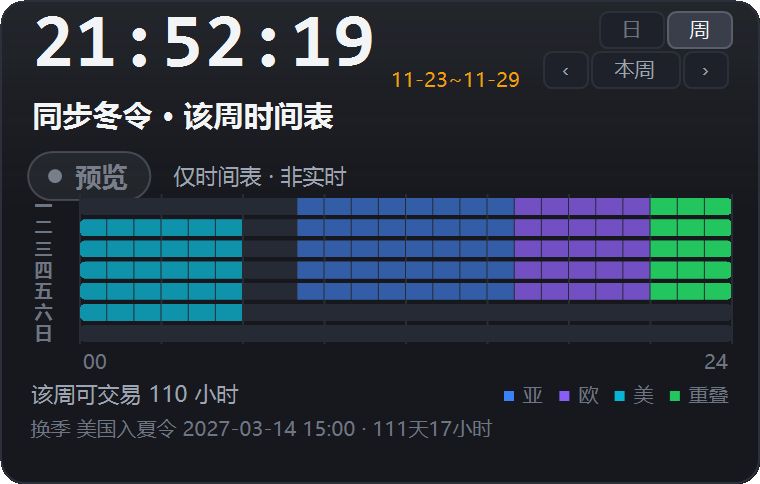 21:52:19
日 周
11-23~11-29
‹ 本周 ›
同步冬令 · 该周时间表
预览 仅时间表 · 非实时
一
二
三
四
五
六
日
00 24
该周可交易 110 小时
亚 欧 美 重叠
换季 美国入夏令 2027-03-14 15:00 · 111天17小时